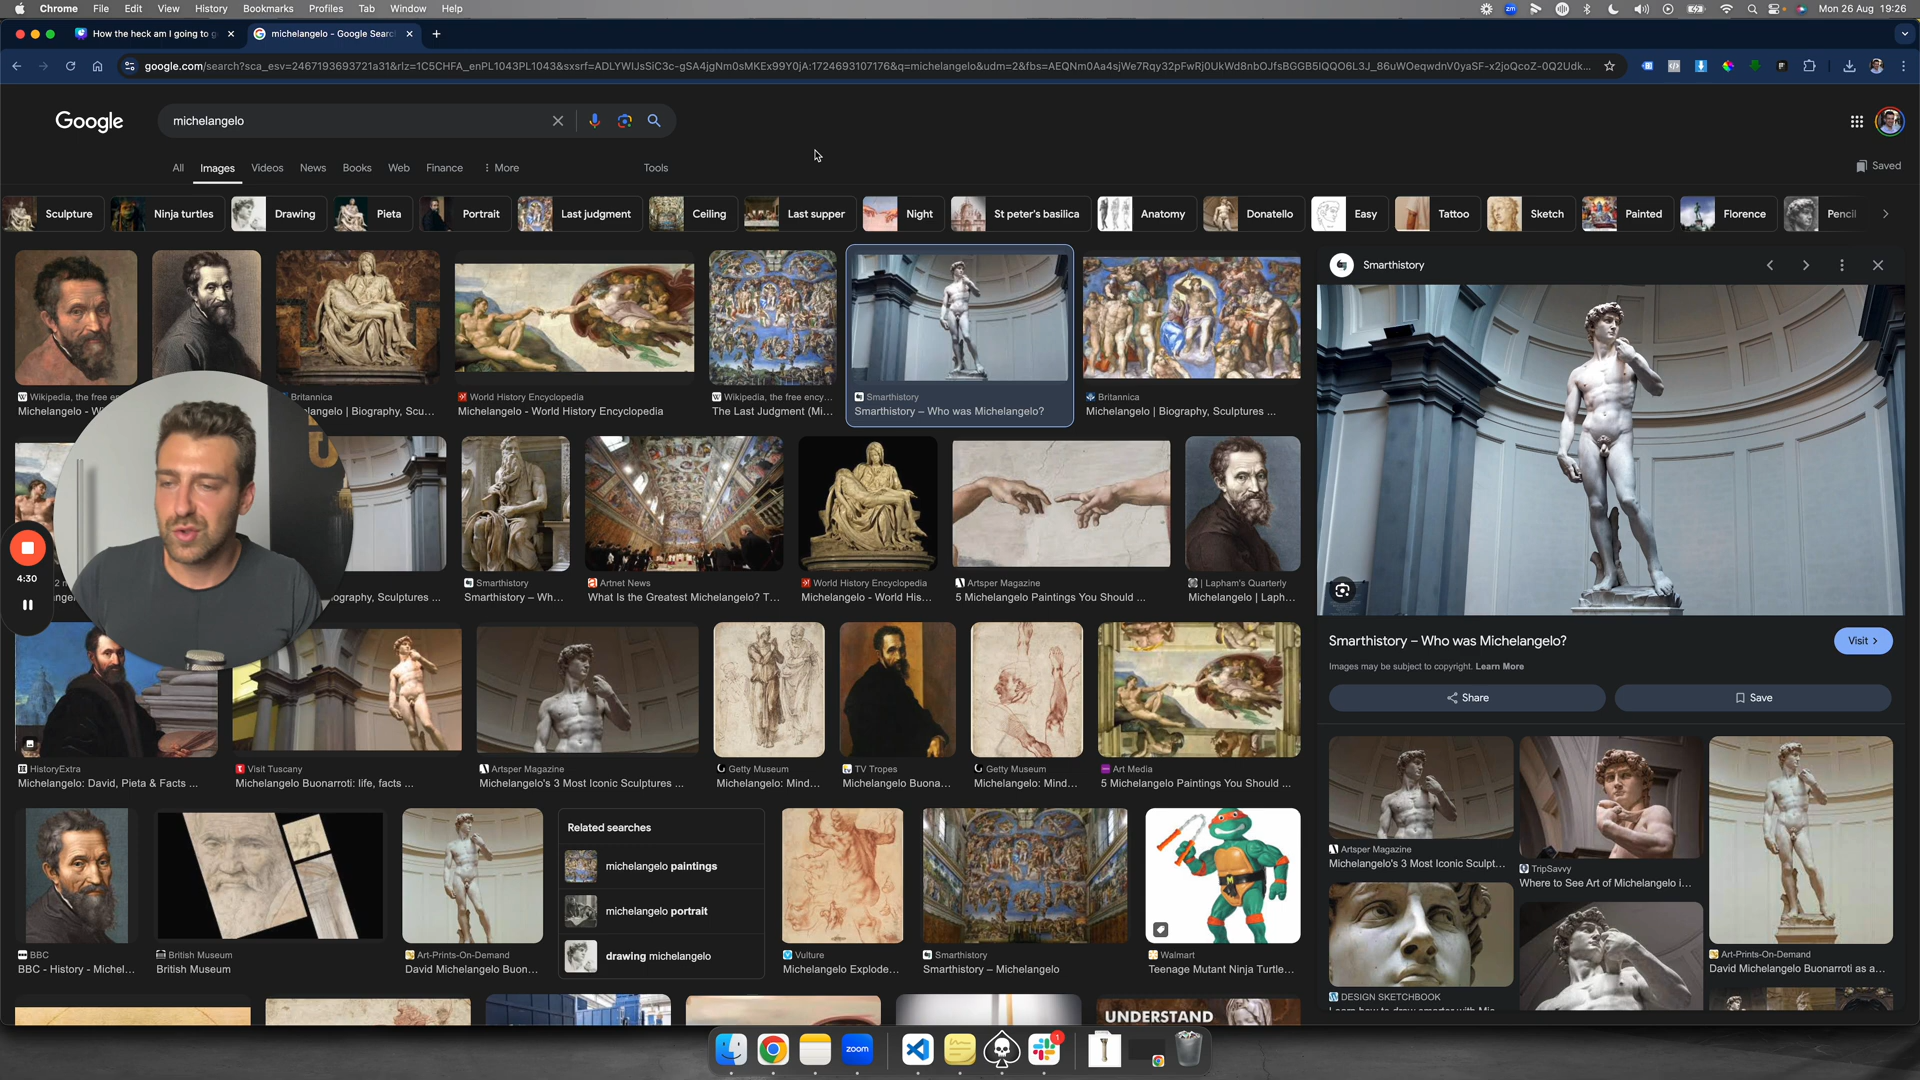 Chrome File Edit View History Bookmarks Profiles Tab Window Help
zm Mon 26 Aug 19:26
How the heck am I going to g
michelangelo - Google Searc
google.com/search?sca_esv=2467193693721a31&rlz=1C5CHFA_enPL1043PL1043&sxsrf=ADLYWIJsSiC3c-gSA4jgNm0sMKEx99Y0jA:1724693107176&q=michelangelo&udm=2&fbs=
Google
michelangelo
All Images Videos News Books Web Finance More Tools
Saved
Sculpture Ninja turtles Drawing Pieta Portrait Last judgment Ceiling Last supper Night St peter's basilica Anatomy Donatello Easy Tattoo Sketch Painted Florence Pencil
Wikipedia, the free en...
Michelangelo - W
Britannica
angelo | Biography, Scu...
World History Encyclopedia
Michelangelo - World History Encyclopedia
Wikipedia, the free ency...
The Last Judgment (Mi...
Smarthistory
Smarthistory – Who was Michelangelo?
Britannica
Michelangelo | Biography, Sculptures ...
ography, Sculptures ...
Smarthistory
Smarthistory – Wh...
Artnet News
What Is the Greatest Michelangelo? T...
World History Encyclopedia
Michelangelo - World His...
Artsper Magazine
5 Michelangelo Paintings You Should ...
| Lapham's Quarterly
Michelangelo | Laph...
4:30
HistoryExtra
Michelangelo: David, Pieta & Facts ...
Visit Tuscany
Michelangelo Buonarroti: life, facts ...
Artsper Magazine
Michelangelo's 3 Most Iconic Sculptures ...
Getty Museum
Michelangelo: Mind...
TV Tropes
Michelangelo Buona...
Getty Museum
Michelangelo: Mind...
Art Media
5 Michelangelo Paintings You Should ...
BBC
BBC - History - Michel...
British Museum
British Museum
Art-Prints-On-Demand
David Michelangelo Buon...
Related searches
michelangelo paintings
michelangelo portrait
drawing michelangelo
Vulture
Michelangelo Explode...
Smarthistory
Smarthistory – Michelangelo
Walmart
Teenage Mutant Ninja Turtle...
UNDERSTAND
Smarthistory
Smarthistory – Who was Michelangelo?
Visit
Images may be subject to copyright. Learn More
Share
Save
Artsper Magazine
Michelangelo's 3 Most Iconic Sculpt...
TripSavvy
Where to See Art of Michelangelo i...
Art-Prints-On-Demand
David Michelangelo Buonarroti as a...
DESIGN SKETCHBOOK
zoom
1